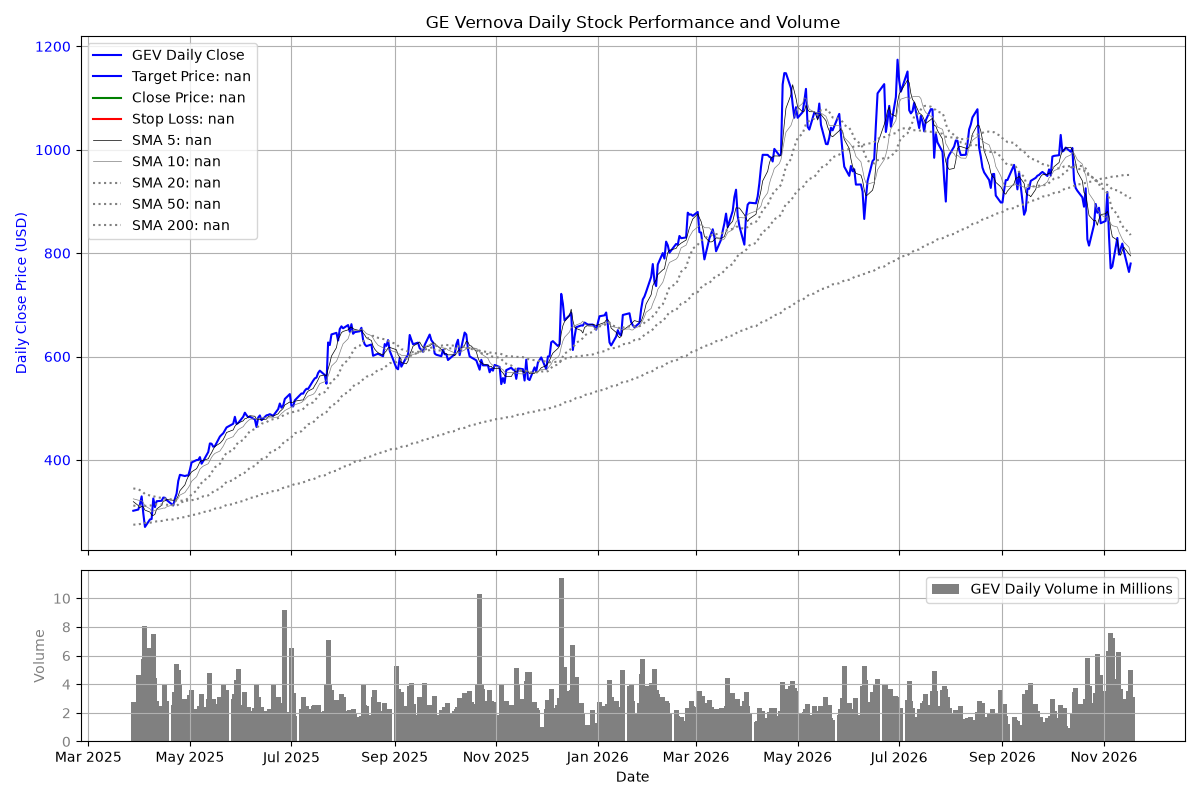 GE Vernova Daily Stock Performance and Volume
GEV Daily Close
Target Price: nan
Close Price: nan
Stop Loss: nan
SMA 5: nan
SMA 10: nan
SMA 20: nan
SMA 50: nan
SMA 200: nan
Daily Close Price (USD)
1200
1000
800
600
400
GEV Daily Volume in Millions
Volume
10
8
6
4
2
0
Mar 2025 May 2025 Jul 2025 Sep 2025 Nov 2025 Jan 2026 Mar 2026 May 2026 Jul 2026 Sep 2026 Nov 2026
Date